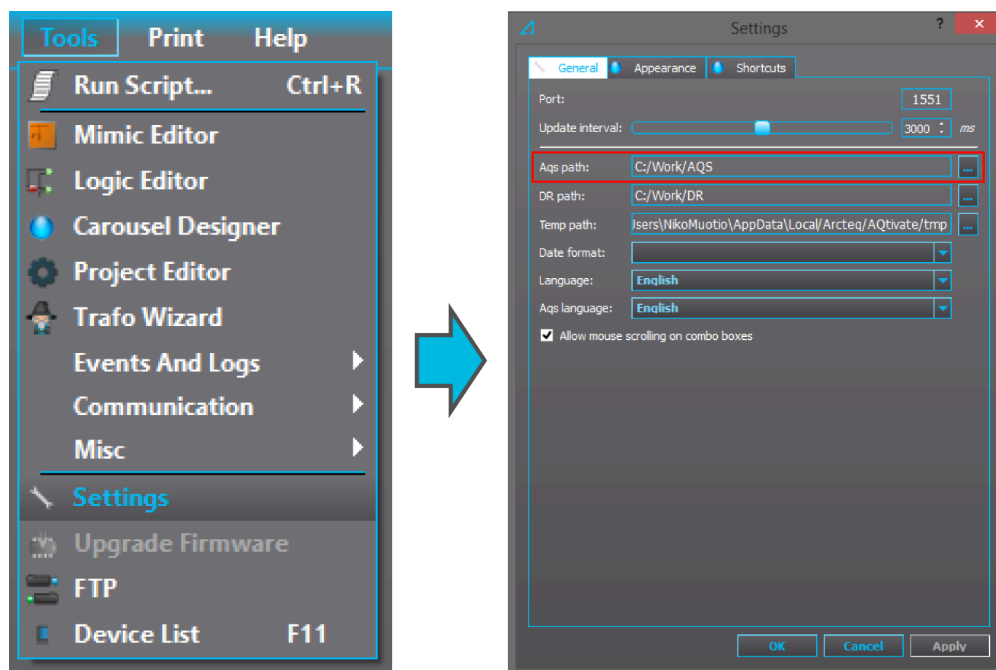 Tools Print Help
Run Script... Ctrl+R
Mimic Editor
Logic Editor
Carousel Designer
Project Editor
Trafo Wizard
Events And Logs
Communication
Misc
Settings
Upgrade Firmware
FTP
Device List F11
Settings ?
General Appearance Shortcuts
Port: 1551
Update interval: 3000 ms
Aqs path: C:/Work/AQS ...
DR path: C:/Work/DR ...
Temp path: Jsers\NikoMuotio\AppData\Local/Arcteq/AQtivate/tmp ...
Date format:
Language: English
Aqs language: English
Allow mouse scrolling on combo boxes
OK Cancel Apply